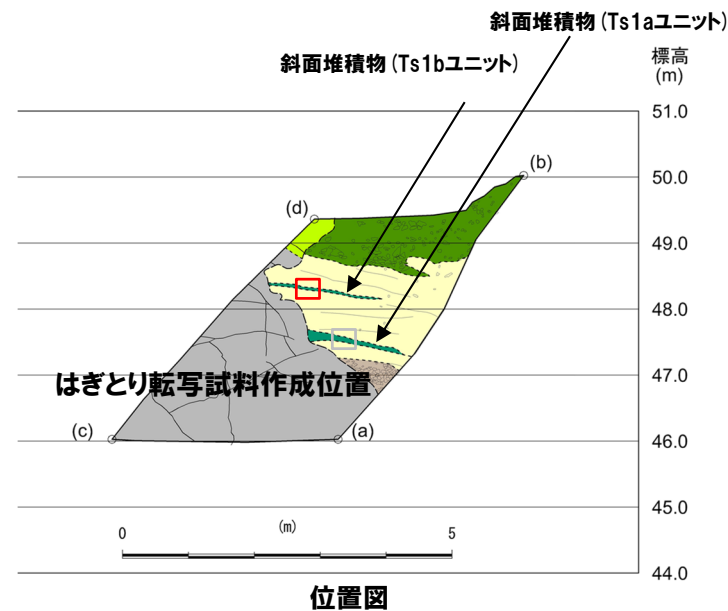 斜面堆積物(Ts1aユニット)
斜面堆積物(Ts1bユニット)
標高
(m)
51.0
(b)
50.0
(d)
49.0
48.0
47.0
はぎとり転写試料作成位置
(c)
(a)
46.0
45.0
0
(m)
5
44.0
位置図